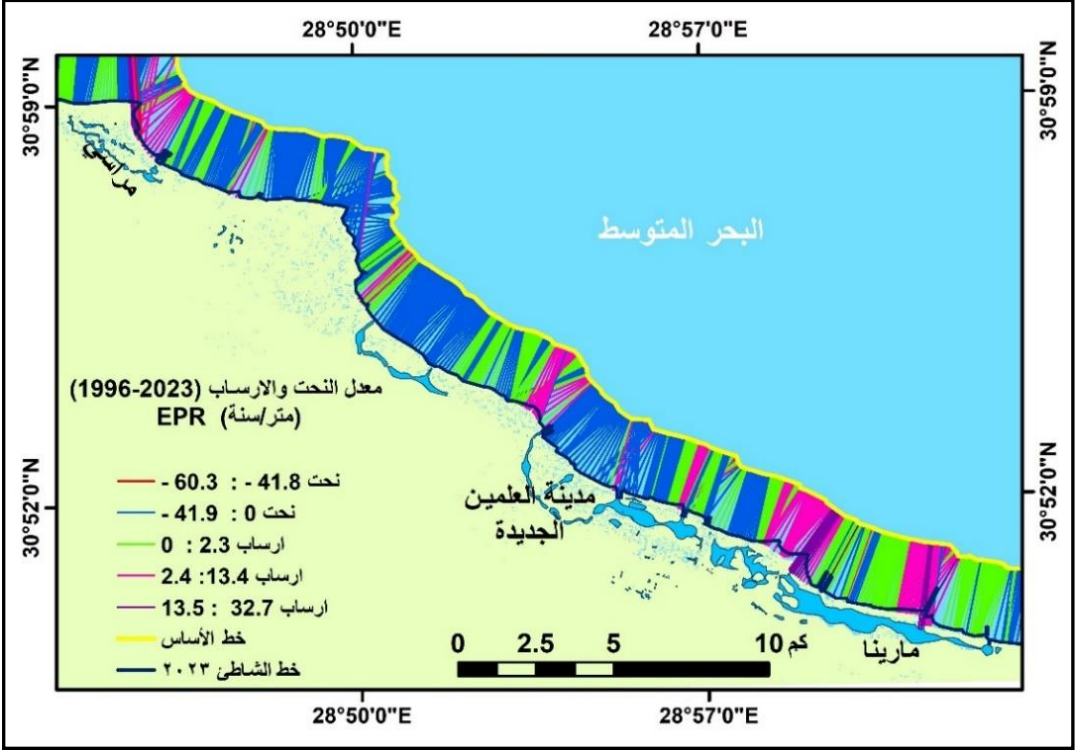 28°50'0"E
28°57'0"E
30°59'0"N
30°59'0"N
مراسي
البحر المتوسط
معدل النحت والارساب (1996-2023)
(متر/سنة) EPR
نحت 41.8 - : 60.3 -
نحت 0 : 41.9 -
ارساب 2.3 : 0
ارساب 2.4 :13.4
ارساب 32.7 : 13.5
خط الأساس
خط الشاطئ ٢٠٢٣
مدينة العلمين
الجديدة
مارينا
30°52'0"N
30°52'0"N
0 2.5 5 10 كم
28°50'0"E
28°57'0"E